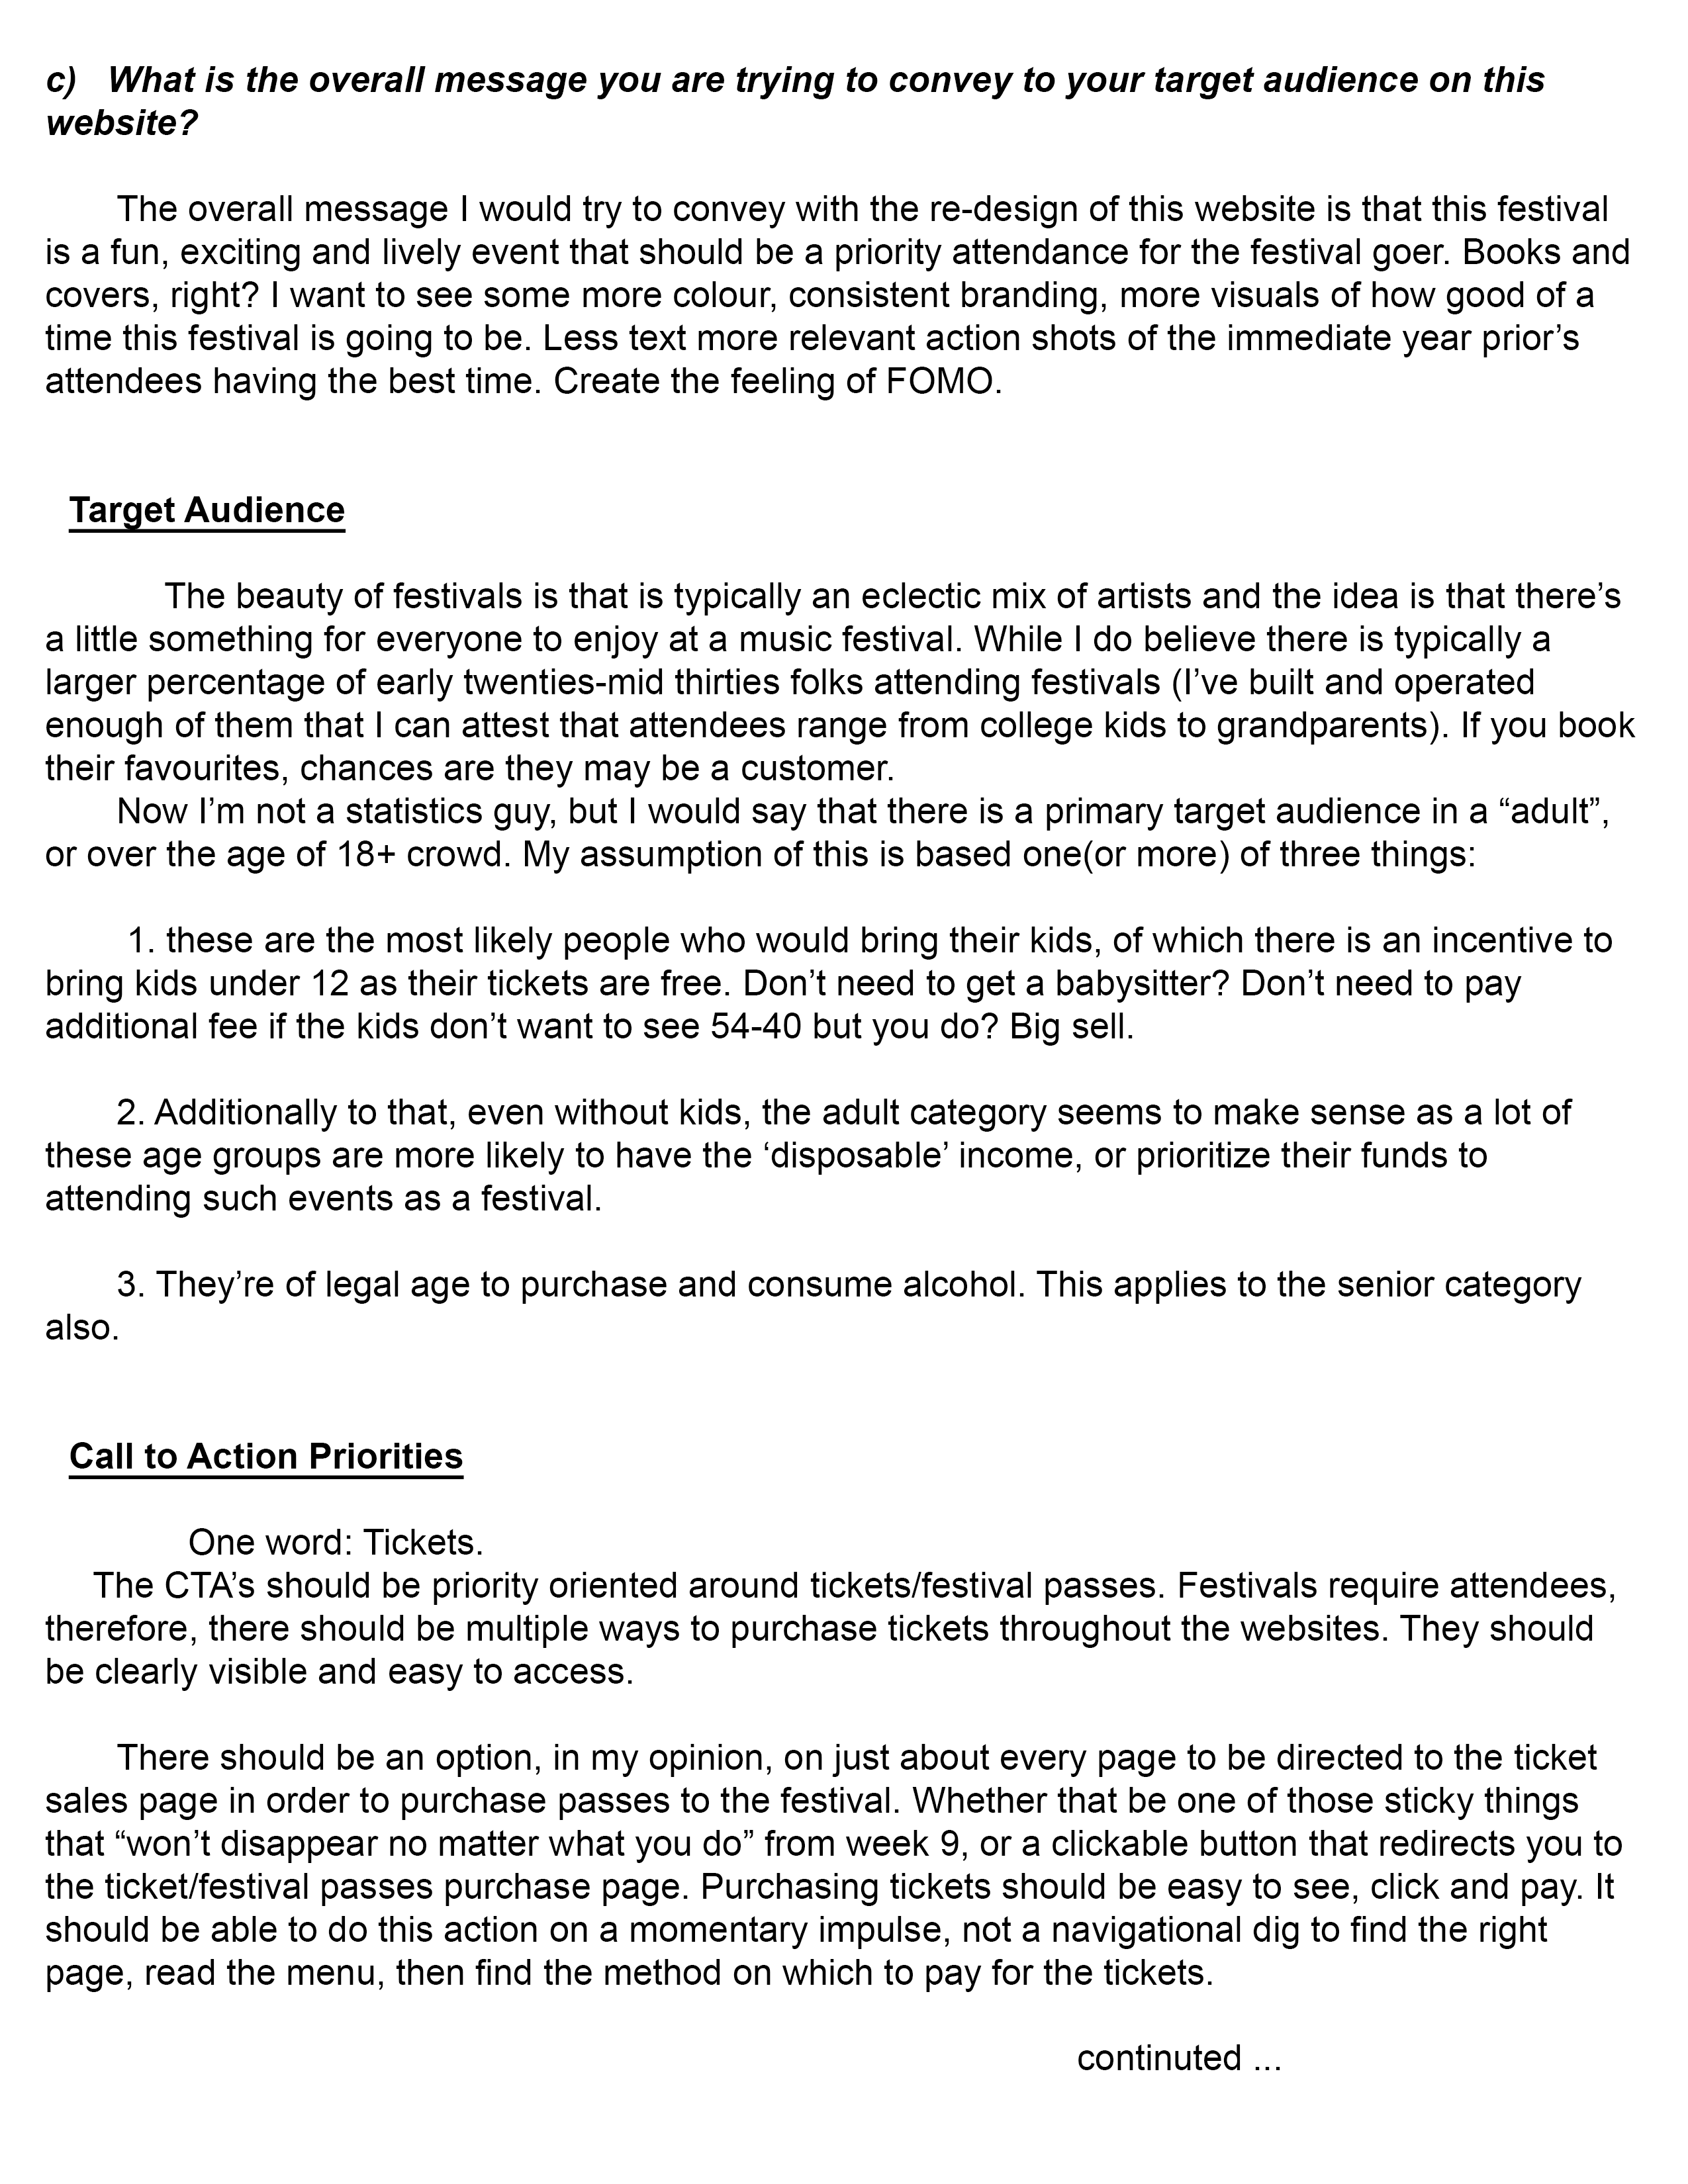 c)   What is the overall message you are trying to convey to your target audience on this
website?
The overall message I would try to convey with the re-design of this website is that this festival
is a fun, exciting and lively event that should be a priority attendance for the festival goer. Books and
covers, right? I want to see some more colour, consistent branding, more visuals of how good of a
time this festival is going to be. Less text more relevant action shots of the immediate year prior’s
attendees having the best time. Create the feeling of FOMO.
Target Audience
The beauty of festivals is that is typically an eclectic mix of artists and the idea is that there’s
a little something for everyone to enjoy at a music festival. While I do believe there is typically a
larger percentage of early twenties-mid thirties folks attending festivals (I’ve built and operated
enough of them that I can attest that attendees range from college kids to grandparents). If you book
their favourites, chances are they may be a customer.
Now I’m not a statistics guy, but I would say that there is a primary target audience in a “adult”,
or over the age of 18+ crowd. My assumption of this is based one(or more) of three things:
1. these are the most likely people who would bring their kids, of which there is an incentive to
bring kids under 12 as their tickets are free. Don’t need to get a babysitter? Don’t need to pay
additional fee if the kids don’t want to see 54-40 but you do? Big sell.
2. Additionally to that, even without kids, the adult category seems to make sense as a lot of
these age groups are more likely to have the ‘disposable’ income, or prioritize their funds to
attending such events as a festival.
3. They’re of legal age to purchase and consume alcohol. This applies to the senior category
also.
Call to Action Priorities
One word: Tickets.
The CTA’s should be priority oriented around tickets/festival passes. Festivals require attendees,
therefore, there should be multiple ways to purchase tickets throughout the websites. They should
be clearly visible and easy to access.
There should be an option, in my opinion, on just about every page to be directed to the ticket
sales page in order to purchase passes to the festival. Whether that be one of those sticky things
that “won’t disappear no matter what you do” from week 9, or a clickable button that redirects you to
the ticket/festival passes purchase page. Purchasing tickets should be easy to see, click and pay. It
should be able to do this action on a momentary impulse, not a navigational dig to find the right
page, read the menu, then find the method on which to pay for the tickets.
continuted ...